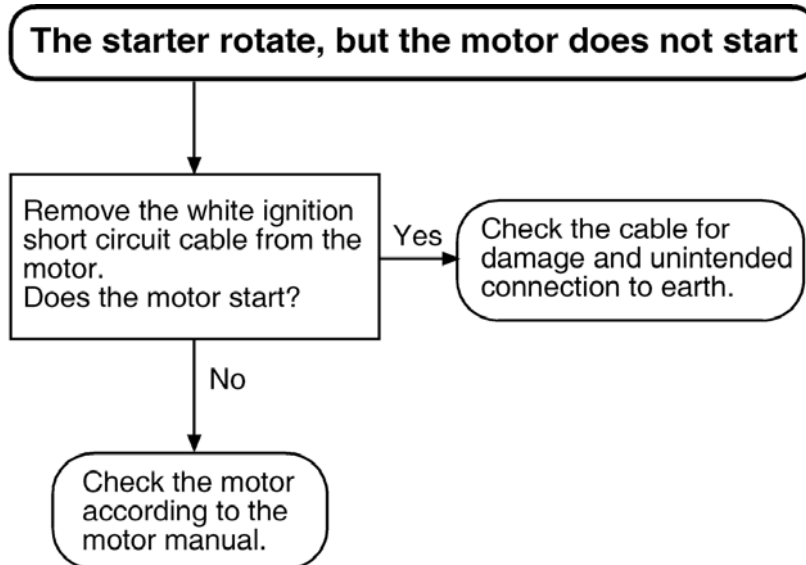 The starter rotate, but the motor does not start
Remove the white ignition
short circuit cable from the
motor.
Does the motor start?
Yes
Check the cable for
damage and unintended
connection to earth.
No
Check the motor
according to the
motor manual.